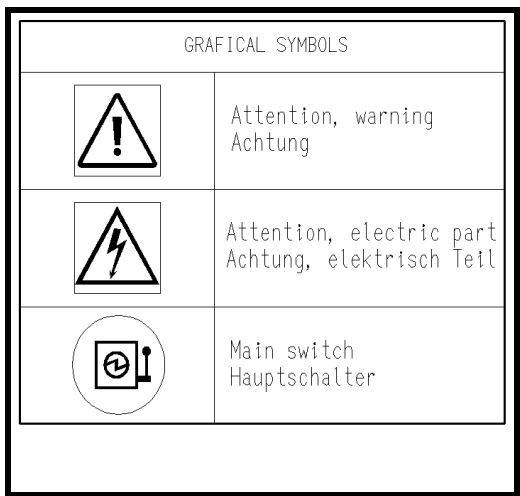 GRAFICAL SYMBOLS
Attention, warning
Achtung
Attention, electric part
Achtung, elektrisch Teil
Main switch
Hauptschalter